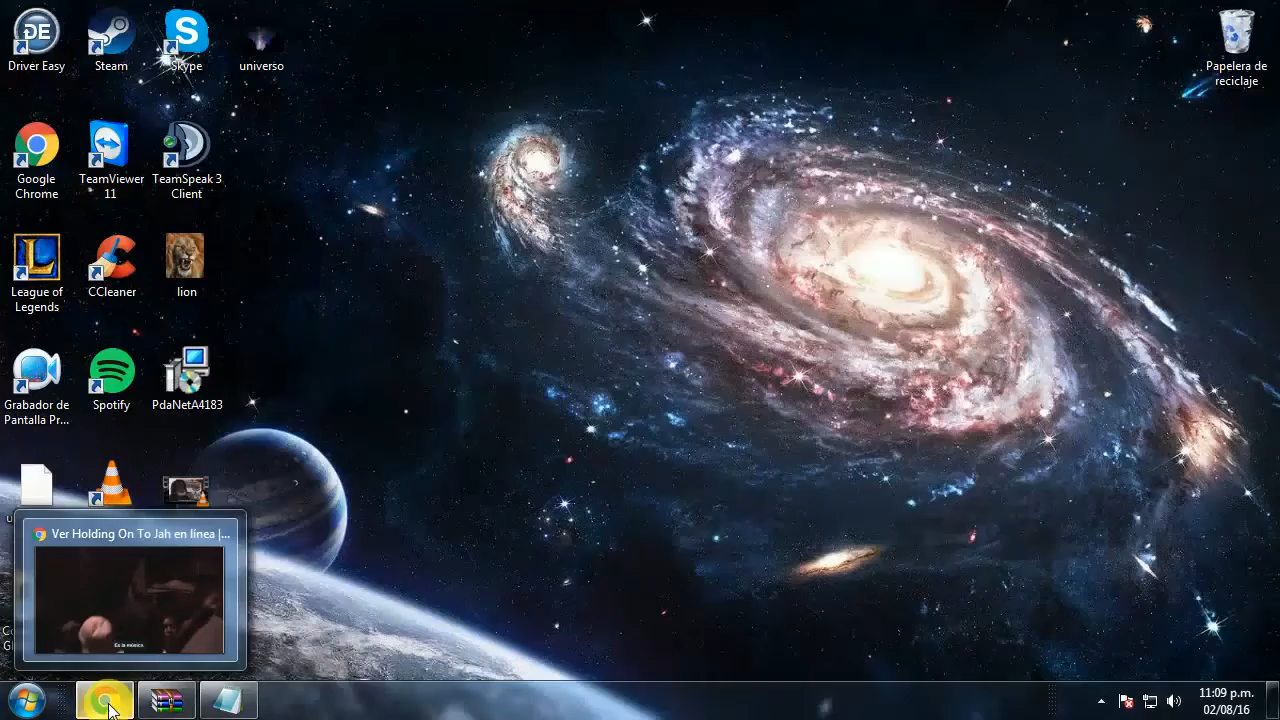 Driver Easy
Steam
Skype
universo
Papelera de
reciclaje
Google
Chrome
TeamViewer
11
TeamSpeak 3
Client
League of
Legends
CCleaner
lion
Grabador de
Pantalla Pr...
Spotify
PdaNetA4183
Ver Holding On To Jah en línea |...
Es la música.
11:09 p.m.
02/08/16